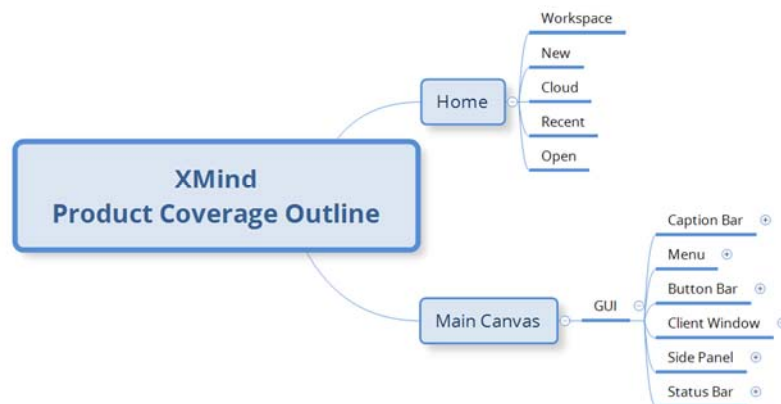 XMind
Product Coverage Outline
Home
Workspace
New
Cloud
Recent
Open
Main Canvas
GUI
Caption Bar
Menu
Button Bar
Client Window
Side Panel
Status Bar